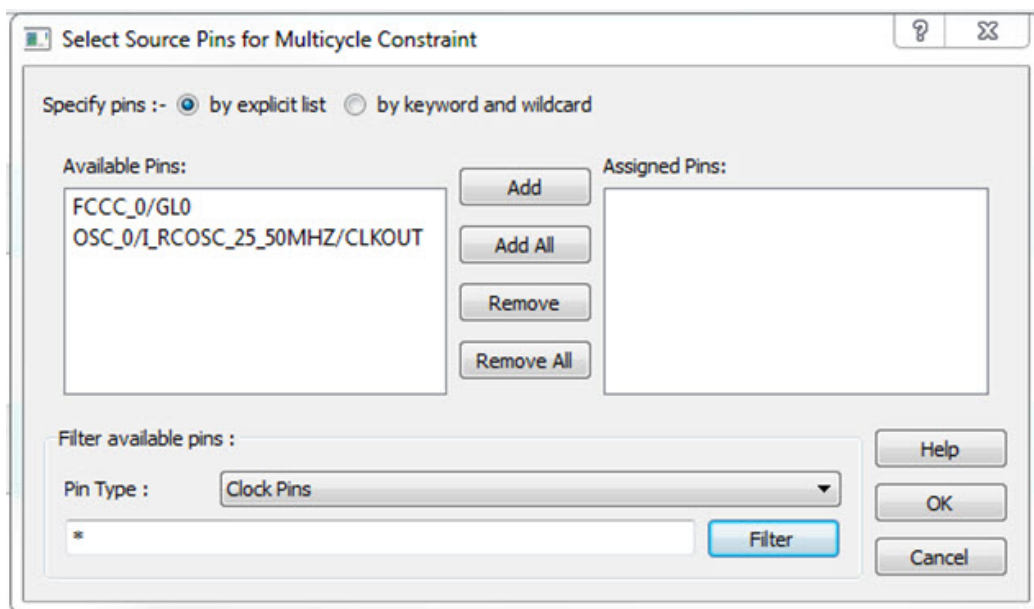 Select Source Pins for Multicycle Constraint
Specify pins :- by explicit list by keyword and wildcard
Available Pins:
Assigned Pins:
FCCC_0/GL0
OSC_0/I_RCOSC_25_50MHZ/CLKOUT
Add
Add All
Remove
Remove All
Filter available pins :
Pin Type :
Clock Pins
*
Filter
Help
OK
Cancel